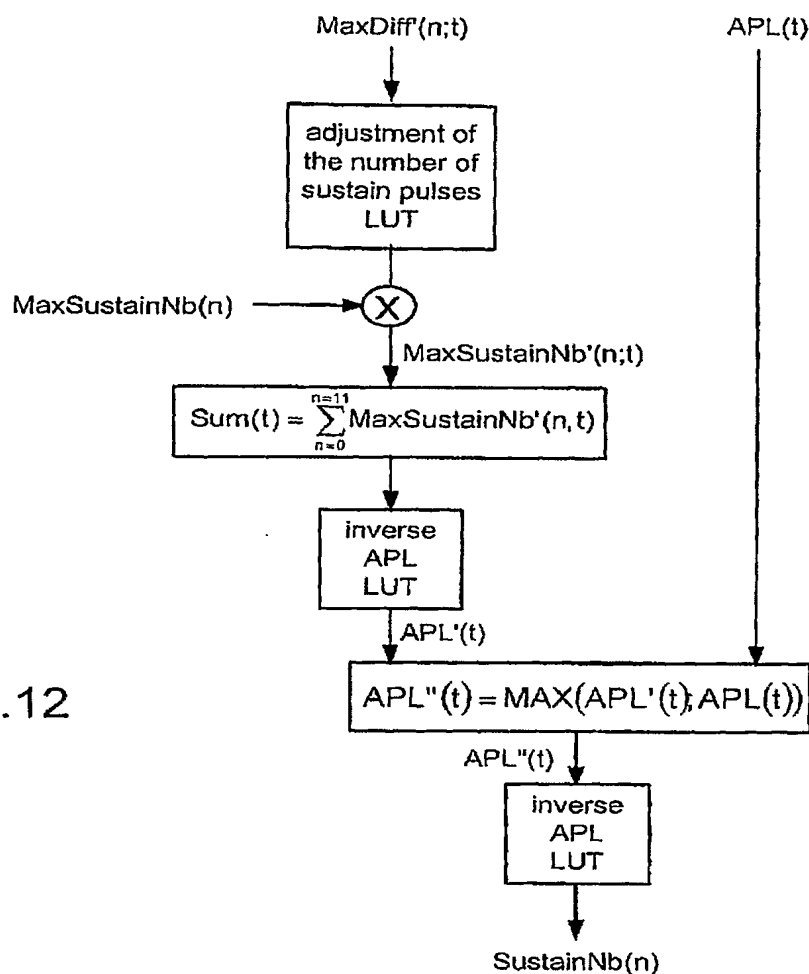 MaxDiff'(n;t)
APL(t)
adjustment of
the number of
sustain pulses
LUT
MaxSustainNb(n)
X
MaxSustainNb'(n;t)
n=11
Sum(t) = ∑ MaxSustainNb'(n,t)
n=0
inverse
APL
LUT
APL'(t)
.12
APL"(t) = MAX(APL'(t);APL(t))
APL"(t)
inverse
APL
LUT
SustainNb(n)